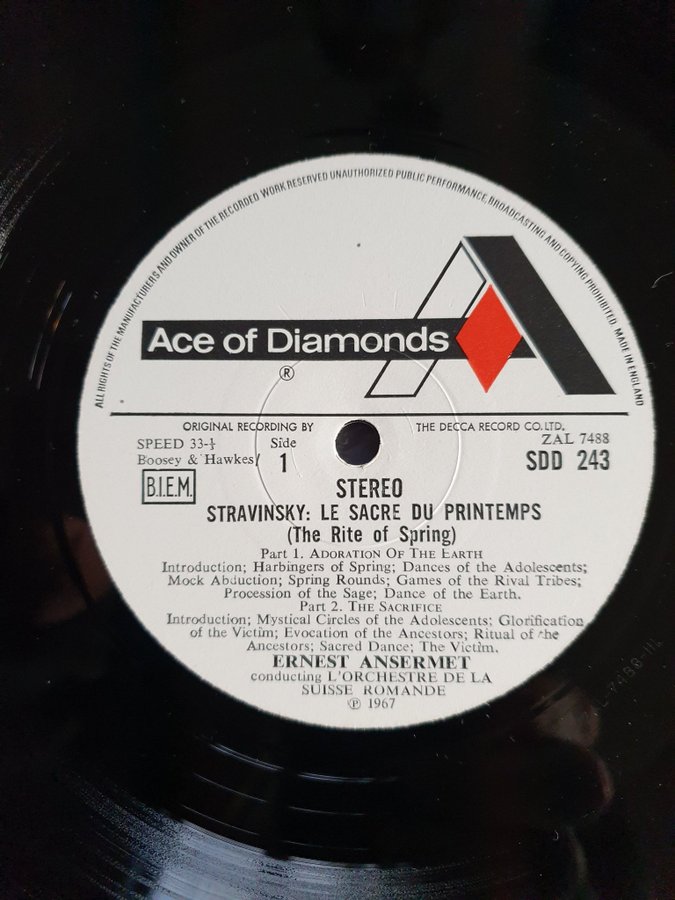 ALL RIGHTS OF THE MANUFACTURERS AND OWNER OF THE RECORDED WORK RESERVED UNAUTHORIZED PUBLIC PERFORMANCE, BROADCASTING AND COPYING PROHIBITED. MADE IN ENGLAND
Ace of Diamonds
®
ORIGINAL RECORDING BY THE DECCA RECORD CO. LTD.
SPEED 33-⅓ Side ZAL 7488
Boosey & Hawkes/ 1 SDD 243
B.I.E.M. STEREO
STRAVINSKY: LE SACRE DU PRINTEMPS
(The Rite of Spring)
Part 1. ADORATION OF THE EARTH
Introduction; Harbingers of Spring; Dances of the Adolescents;
Mock Abduction; Spring Rounds; Games of the Rival Tribes;
Procession of the Sage; Dance of the Earth.
Part 2. THE SACRIFICE
Introduction; Mystical Circles of the Adolescents; Glorification
of the Victim; Evocation of the Ancestors; Ritual of the
Ancestors; Sacred Dance; The Victim.
ERNEST ANSERMET
conducting L'ORCHESTRE DE LA
SUISSE ROMANDE
℗ 1967